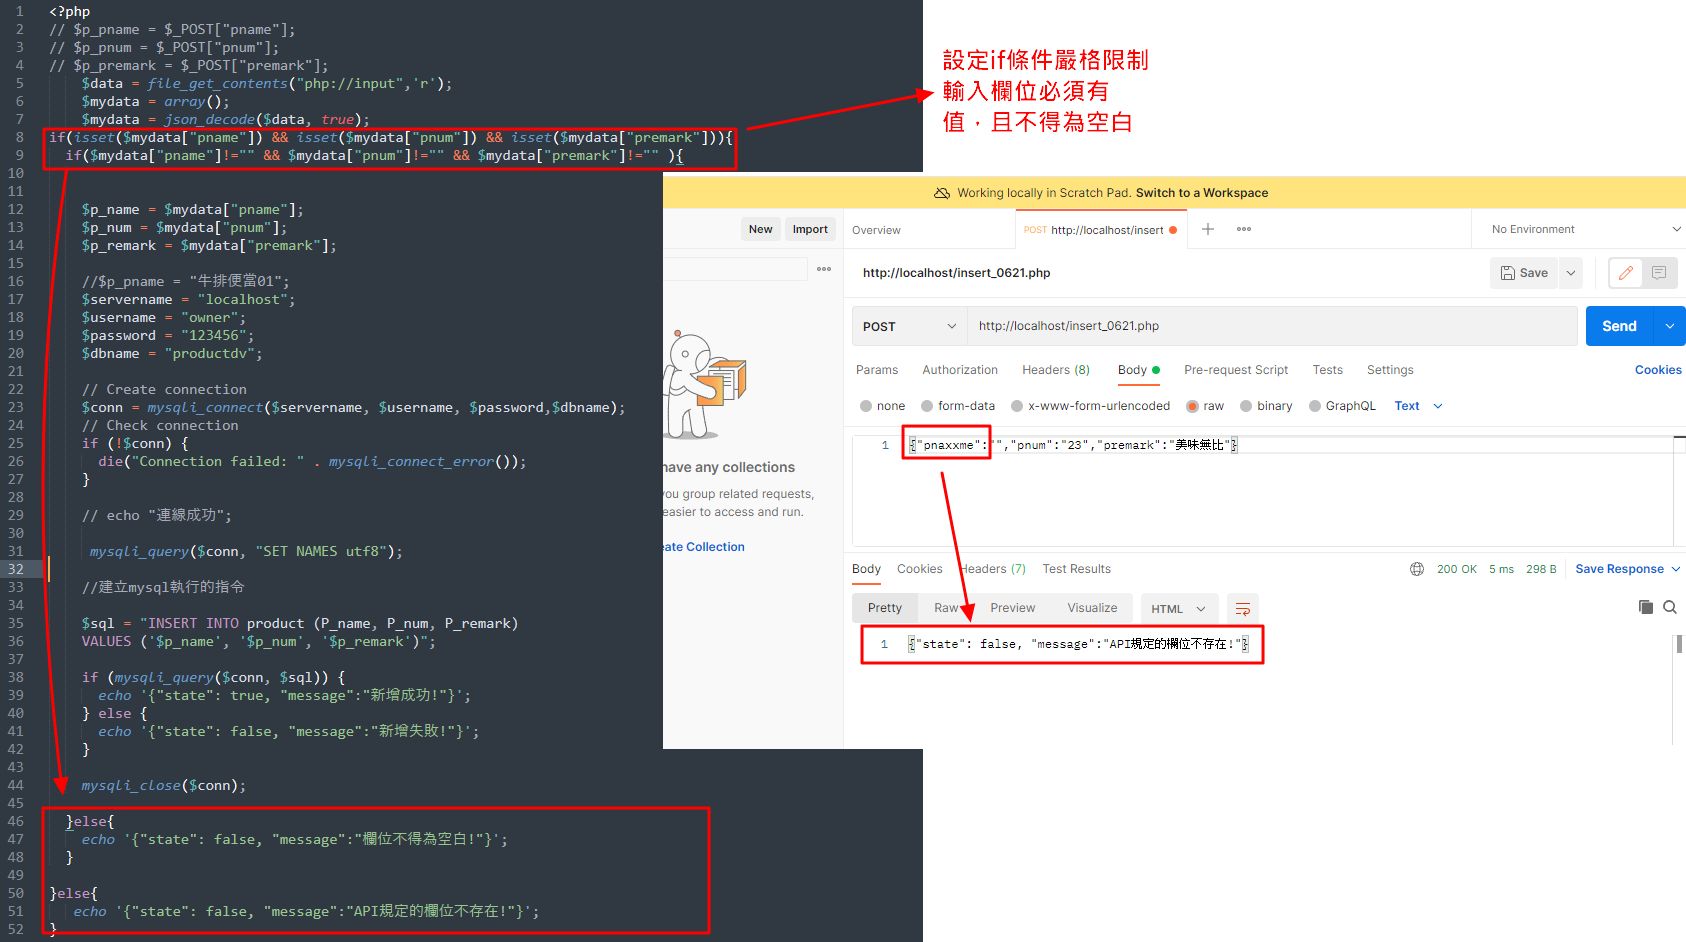 1 <?php
2 // $p_pname = $_POST["pname"];
3 // $p_pnum = $_POST["pnum"];
4 // $p_premark = $_POST["premark"];
5 $data = file_get_contents("php://input",'r');
6 $mydata = array();
7 $mydata = json_decode($data, true);
8 if(isset($mydata["pname"]) && isset($mydata["pnum"]) && isset($mydata["premark"])){
9 if($mydata["pname"]!="" && $mydata["pnum"]!="" && $mydata["premark"]!="" ){
10
11
12 $p_name = $mydata["pname"];
13 $p_num = $mydata["pnum"];
14 $p_remark = $mydata["premark"];
15
16 //$p_pname = "牛排便當01";
17 $servername = "localhost";
18 $username = "owner";
19 $password = "123456";
20 $dbname = "productdv";
21
22 // Create connection
23 $conn = mysqli_connect($servername, $username, $password,$dbname);
24 // Check connection
25 if (!$conn) {
26 die("Connection failed: " . mysqli_connect_error());
27 }
28
29 // echo "連線成功";
30
31 mysqli_query($conn, "SET NAMES utf8");
32
33 //建立mysql執行的指令
34
35 $sql = "INSERT INTO product (P_name, P_num, P_remark)
36 VALUES ('$p_name', '$p_num', '$p_remark')";
37
38 if (mysqli_query($conn, $sql)) {
39 echo '{"state": true, "message":"新增成功!"}';
40 } else {
41 echo '{"state": false, "message":"新增失敗!"}';
42 }
43
44 mysqli_close($conn);
45
46 }else{
47 echo '{"state": false, "message":"欄位不得為空白!"}';
48 }
49
50 }else{
51 echo '{"state": false, "message":"API規定的欄位不存在!"}';
52 }
設定if條件嚴格限制
輸入欄位必須有
值，且不得為空白
Working locally in Scratch Pad. Switch to a Workspace
New Import Overview POST http://localhost/insert No Environment
http://localhost/insert_0621.php Save
POST http://localhost/insert_0621.php Send
Params Authorization Headers (8) Body Pre-request Script Tests Settings Cookies
none form-data x-www-form-urlencoded raw binary GraphQL Text
1 {"pnaxxme":"","pnum":"23","premark":"美味無比"}
have any collections
you group related requests,
easier to access and run.
eate Collection
Body Cookies Headers (7) Test Results 200 OK 5 ms 298 B Save Response
Pretty Raw Preview Visualize HTML
1 {"state": false, "message":"API規定的欄位不存在!"}